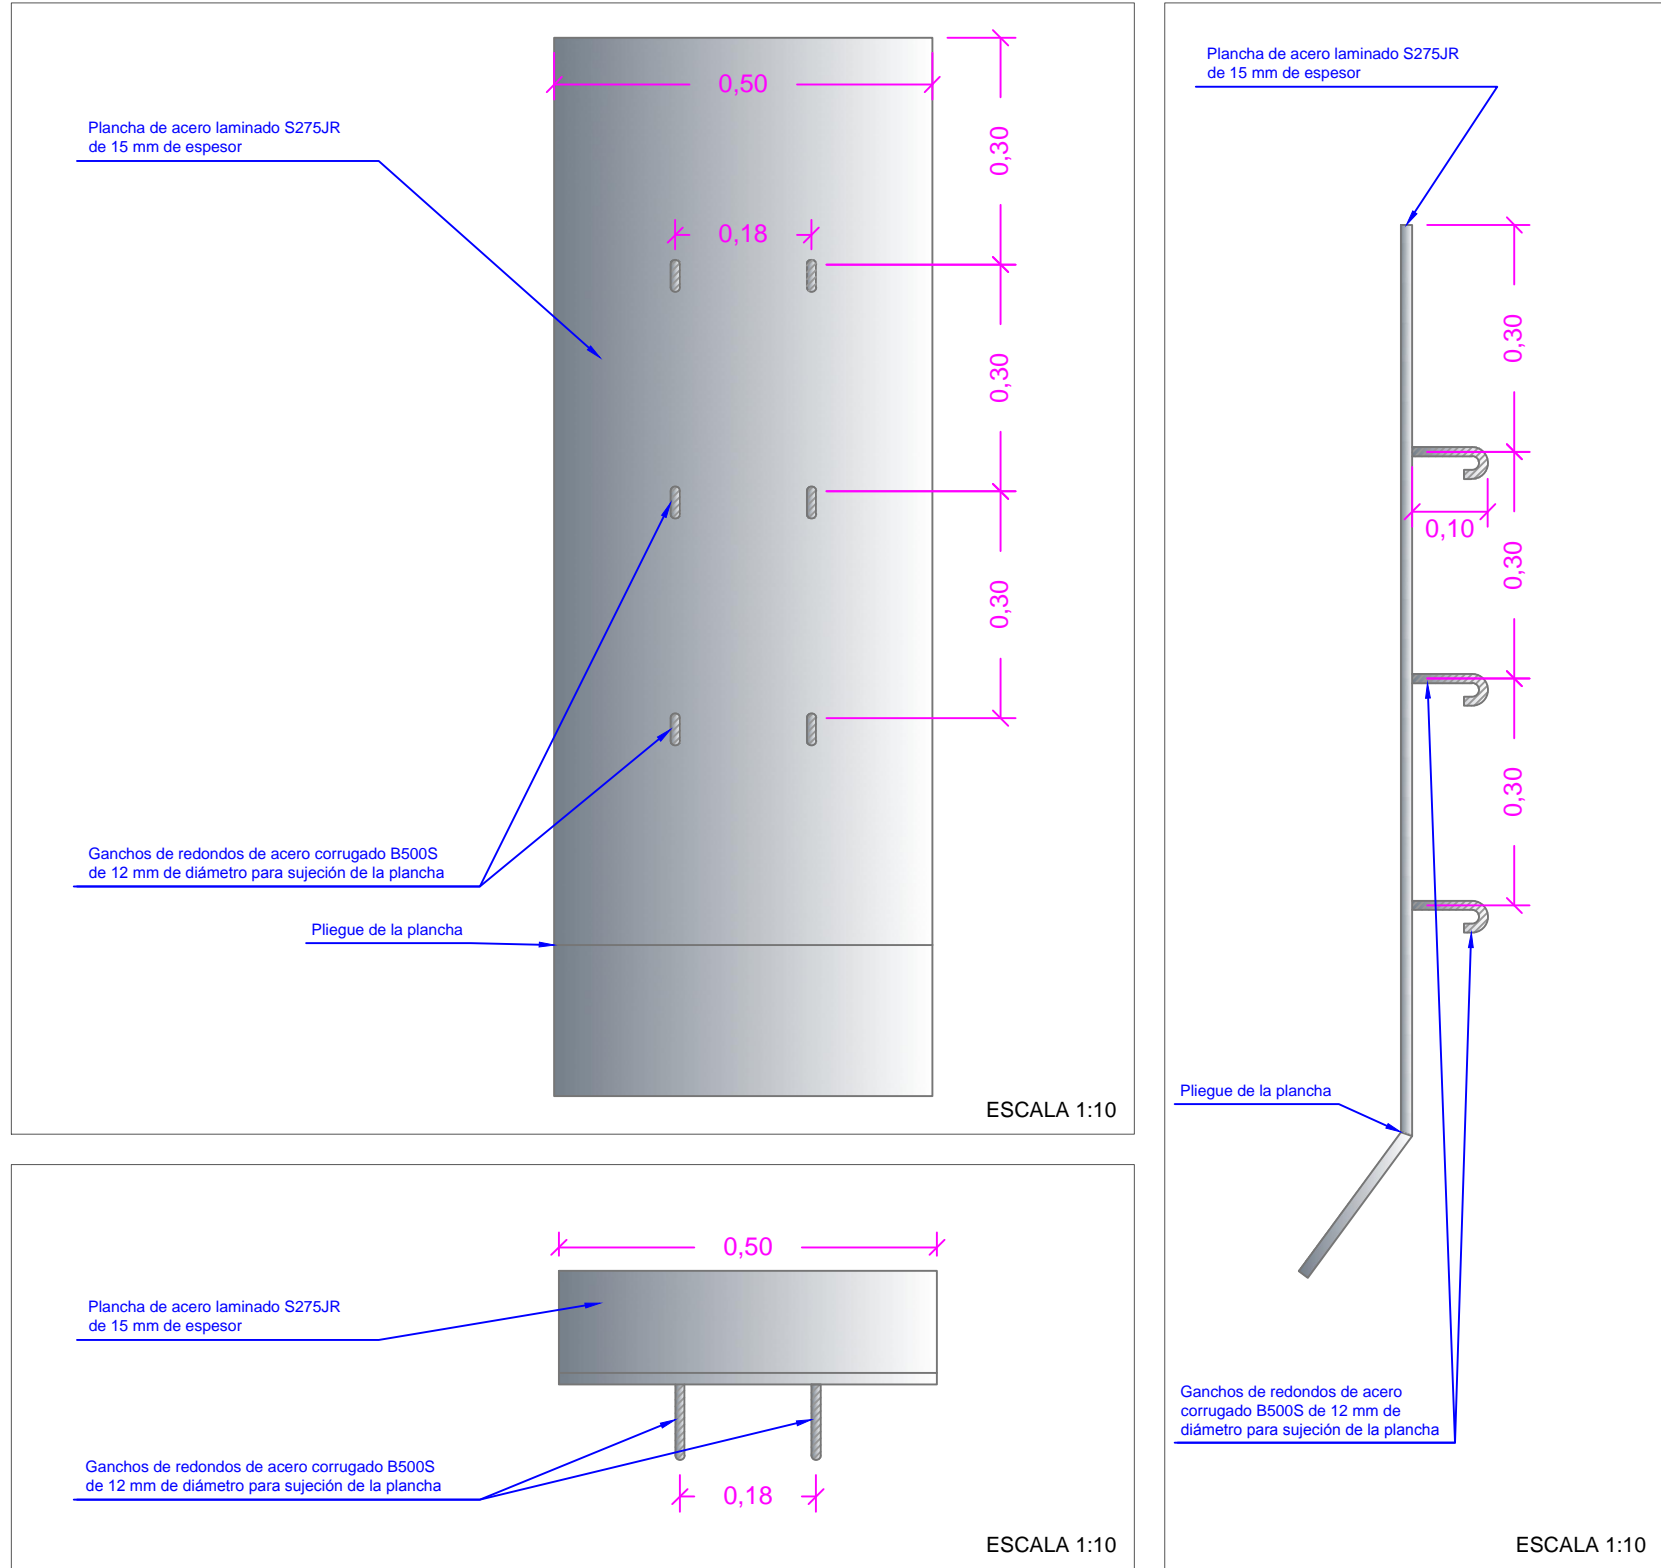 0,50
0,30
Plancha de acero laminado S275JR
de 15 mm de espesor
0,18
0,30
0,30
Ganchos de redondos de acero corrugado B500S
de 12 mm de diámetro para sujeción de la plancha
Pliegue de la plancha
ESCALA 1:10
0,50
Plancha de acero laminado S275JR
de 15 mm de espesor
Ganchos de redondos de acero corrugado B500S
de 12 mm de diámetro para sujeción de la plancha
0,18
ESCALA 1:10
Plancha de acero laminado S275JR
de 15 mm de espesor
0,30
0,10
0,30
0,30
Pliegue de la plancha
Ganchos de redondos de acero
corrugado B500S de 12 mm de
diámetro para sujeción de la plancha
ESCALA 1:10